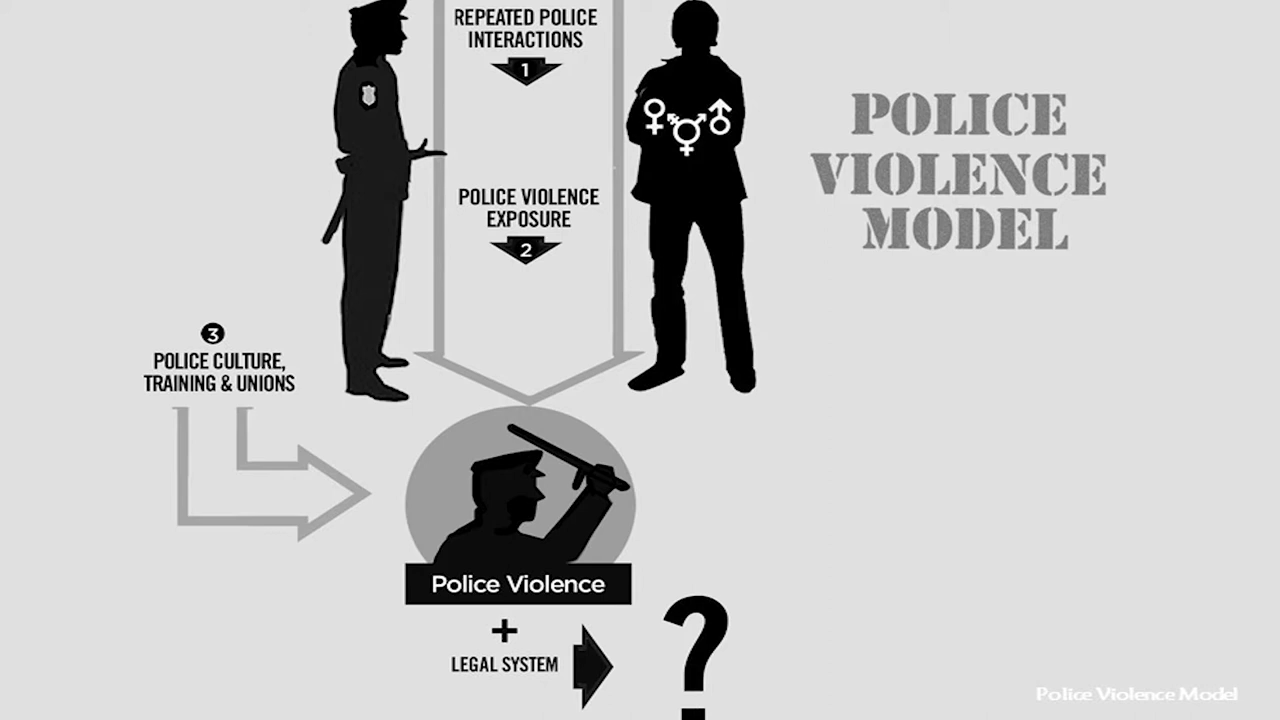 REPEATED POLICE
INTERACTIONS
1
POLICE VIOLENCE
EXPOSURE
2
POLICE
VIOLENCE
MODEL
3
POLICE CULTURE,
TRAINING & UNIONS
Police Violence
+
LEGAL SYSTEM
?
Police Violence Model